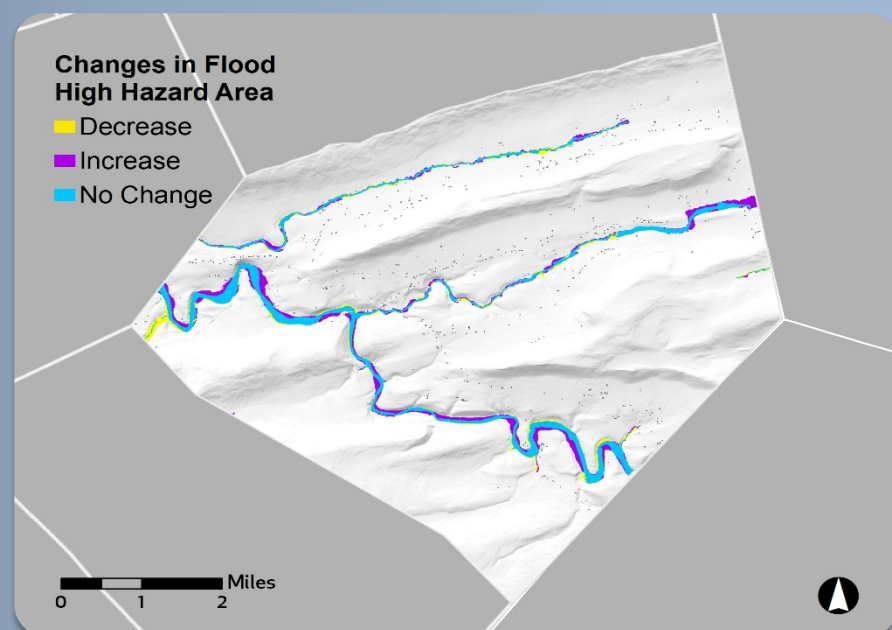 Changes in Flood
High Hazard Area
Decrease
Increase
No Change
Miles
0 1 2